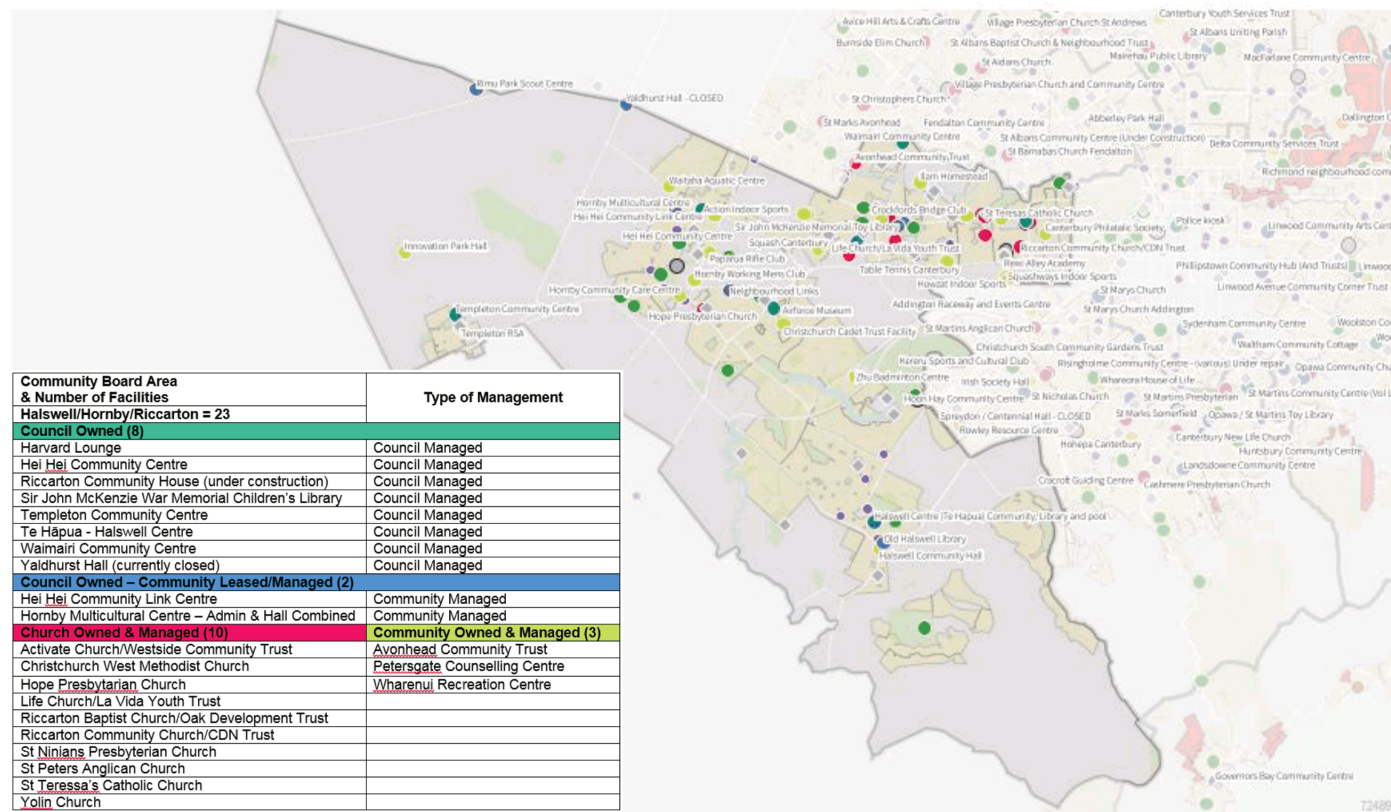 Canterbury Youth Services Trust
Avice Hill Arts & Crafts Centre
Village Presbyterian Church St Andrews
St Albans Uniting Parish
Burnside Elim Church
St Albans Baptist Church & Neighbourhood Trust
Mairehau Public Library
MacFarlane Community Centre
St Aidans Church
Rimu Park Scout Centre
Village Presbyterian Church and Community Centre
Yaldhurst Hall - CLOSED
St Christophers Church
St Marks Avonhead
Fendalton Community Centre
Abberley Park Hall
Dallington
Waimairi Community Centre
St Albans Community Centre (Under Construction)
Delta Community Services Trust
St Barnabas Church Fendalton
Avonhead Community Trust
Richmond neighbourhood
Ilam Homestead
Waitaha Aquatic Centre
Hornby Multicultural Centre
Action Indoor Sports
Crockfords Bridge Club
St Teresas Catholic Church
Hei Hei Community Link Centre
Police kiosk
Sir John McKenzie Memorial Toy Library
Canterbury Philatelic Society
Linwood Community Arts
Hei Hei Community Centre
Squash Canterbury
Life Church/La Vida Youth Trust
Riccarton Community Church/CDN Trust
Innovation Park Hall
Paparua Rifle Club
Rewi Alley Academy
Table Tennis Canterbury
Phillipstown Community Hub (And Trusts)
Hornby Working Mens Club
Squashways Indoor Sports
Howzat Indoor Sports
Linwood Avenue Community Corner Trust
Hornby Community Care Centre
Neighbourhood Links
St Marys Church
Addington Raceway and Events Centre
St Marys Church Addington
Templeton Community Centre
Airforce Museum
Hope Presbyterian Church
Sydenham Community Centre
Woolston
Templeton RSA
Christchurch Cadet Trust Facility
St Martins Anglican Church
Waltham Community Cottage
Christchurch South Community Gardens Trust
Kereru Sports and Cultural Club
Risingholme Community Centre - (various) Under repair
Opawa Community
Zhu Badminton Centre
Irish Society Hall
Whareora House of Life
Hoon Hay Community Centre
St Nicholas Church
St Martins Presbyterian
St Martins Community Centre
Spreydon / Centennial Hall - CLOSED
St Marks Somerfield
Opawa / St Martins Toy Library
Rowley Resource Centre
Hohepa Canterbury
Canterbury New Life Church
Huntsbury Community Centre
Landsdowne Community Centre
Cracroft Guiding Centre
Cashmere Presbyterian Church
Halswell Centre (Te Hapua) Community, Library and pool
Old Halswell Library
Halswell Community Hall
Governors Bay Community Centre
Community Board Area
& Number of Facilities
Type of Management
Halswell/Hornby/Riccarton = 23
Council Owned (8)
Harvard Lounge Council Managed
Hei Hei Community Centre Council Managed
Riccarton Community House (under construction) Council Managed
Sir John McKenzie War Memorial Children's Library Council Managed
Templeton Community Centre Council Managed
Te Hāpua - Halswell Centre Council Managed
Waimairi Community Centre Council Managed
Yaldhurst Hall (currently closed) Council Managed
Council Owned – Community Leased/Managed (2)
Hei Hei Community Link Centre Community Managed
Hornby Multicultural Centre – Admin & Hall Combined Community Managed
Church Owned & Managed (10) Community Owned & Managed (3)
Activate Church/Westside Community Trust Avonhead Community Trust
Christchurch West Methodist Church Petersgate Counselling Centre
Hope Presbytarian Church Wharenui Recreation Centre
Life Church/La Vida Youth Trust
Riccarton Baptist Church/Oak Development Trust
Riccarton Community Church/CDN Trust
St Ninians Presbyterian Church
St Peters Anglican Church
St Teressa's Catholic Church
Yolin Church